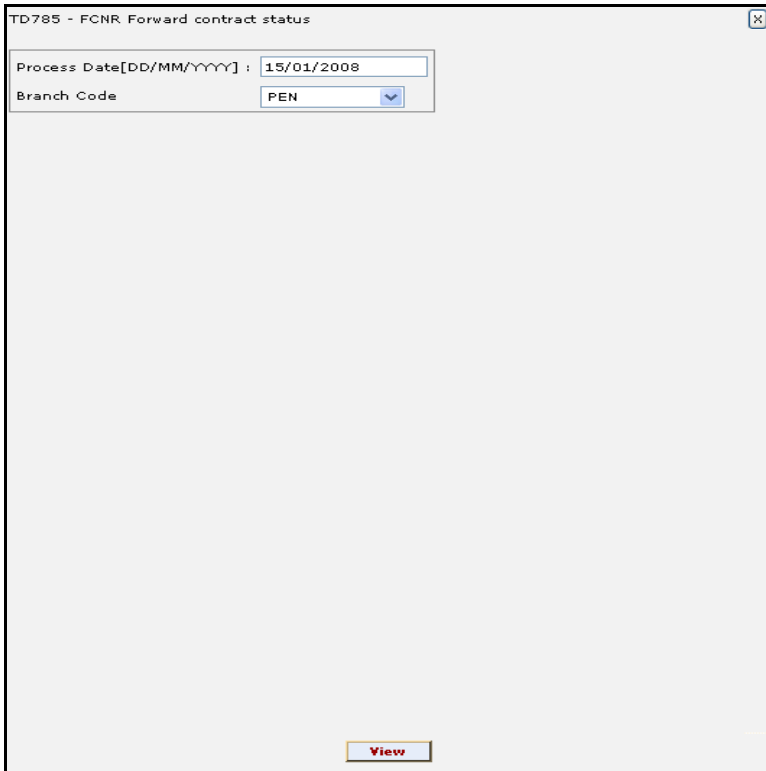 TD785 - FCNR Forward contract status
Process Date[DD/MM/YYYY] : 15/01/2008
Branch Code PEN
View